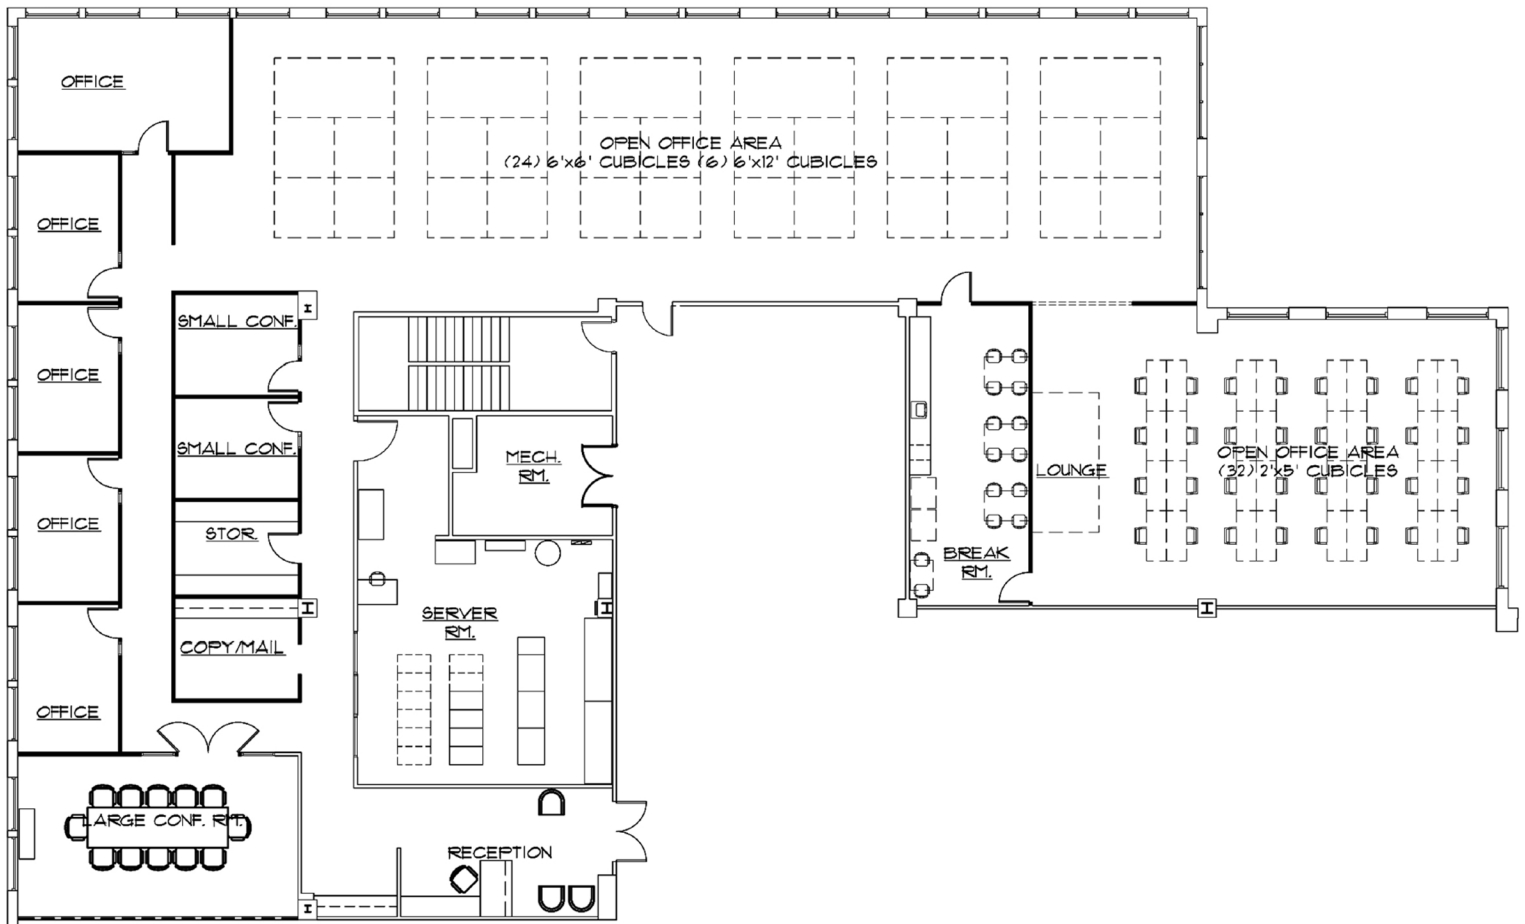 OFFICE
OPEN OFFICE AREA
(24) 6'x6' CUBICLES (6) 6'x12' CUBICLES
OFFICE
SMALL CONF.
OFFICE
SMALL CONF.
MECH.
RM.
LOUNGE
OPEN OFFICE AREA
(32) 2'x5' CUBICLES
OFFICE
STOR.
BREAK
RM.
SERVER
RM.
COPY/MAIL
OFFICE
LARGE CONF. RM.
RECEPTION